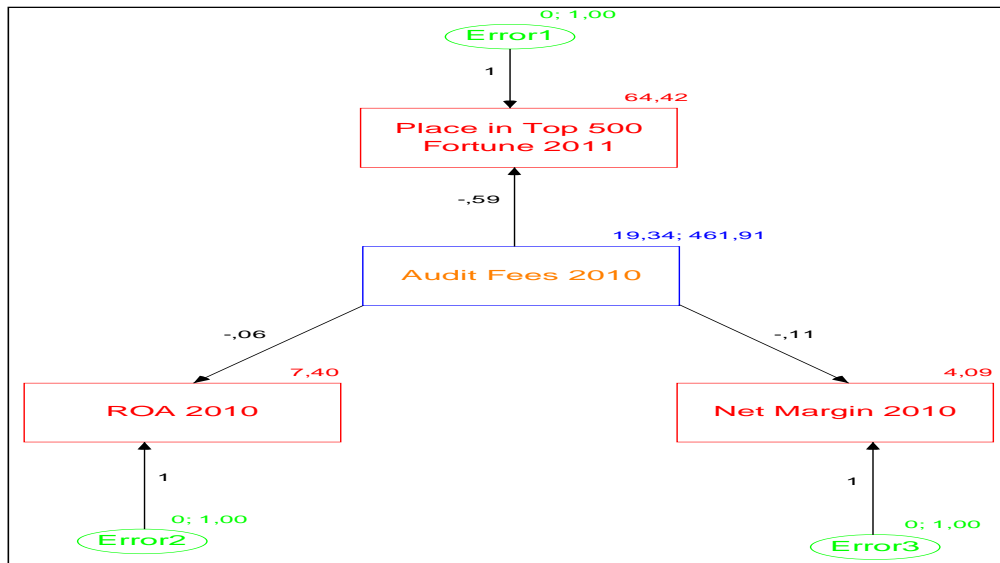 0; 1,00
Error1
1
64,42
Place in Top 500
Fortune 2011
-,59
19,34; 461,91
Audit Fees 2010
-,06
-,11
7,40
4,09
ROA 2010
Net Margin 2010
1
1
0; 1,00
0; 1,00
Error2
Error3